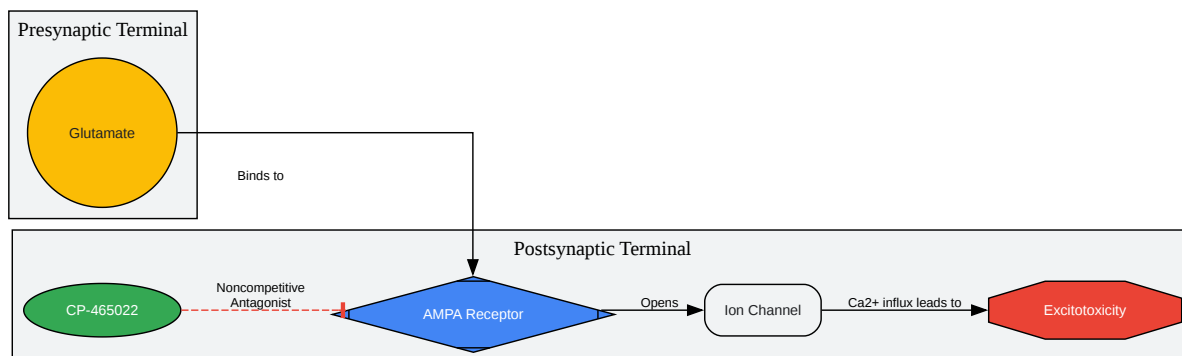 Presynaptic Terminal
Glutamate
Binds to
Postsynaptic Terminal
CP-465022
Noncompetitive
Antagonist
AMPA Receptor
Opens
Ion Channel
Ca2+ influx leads to
Excitotoxicity